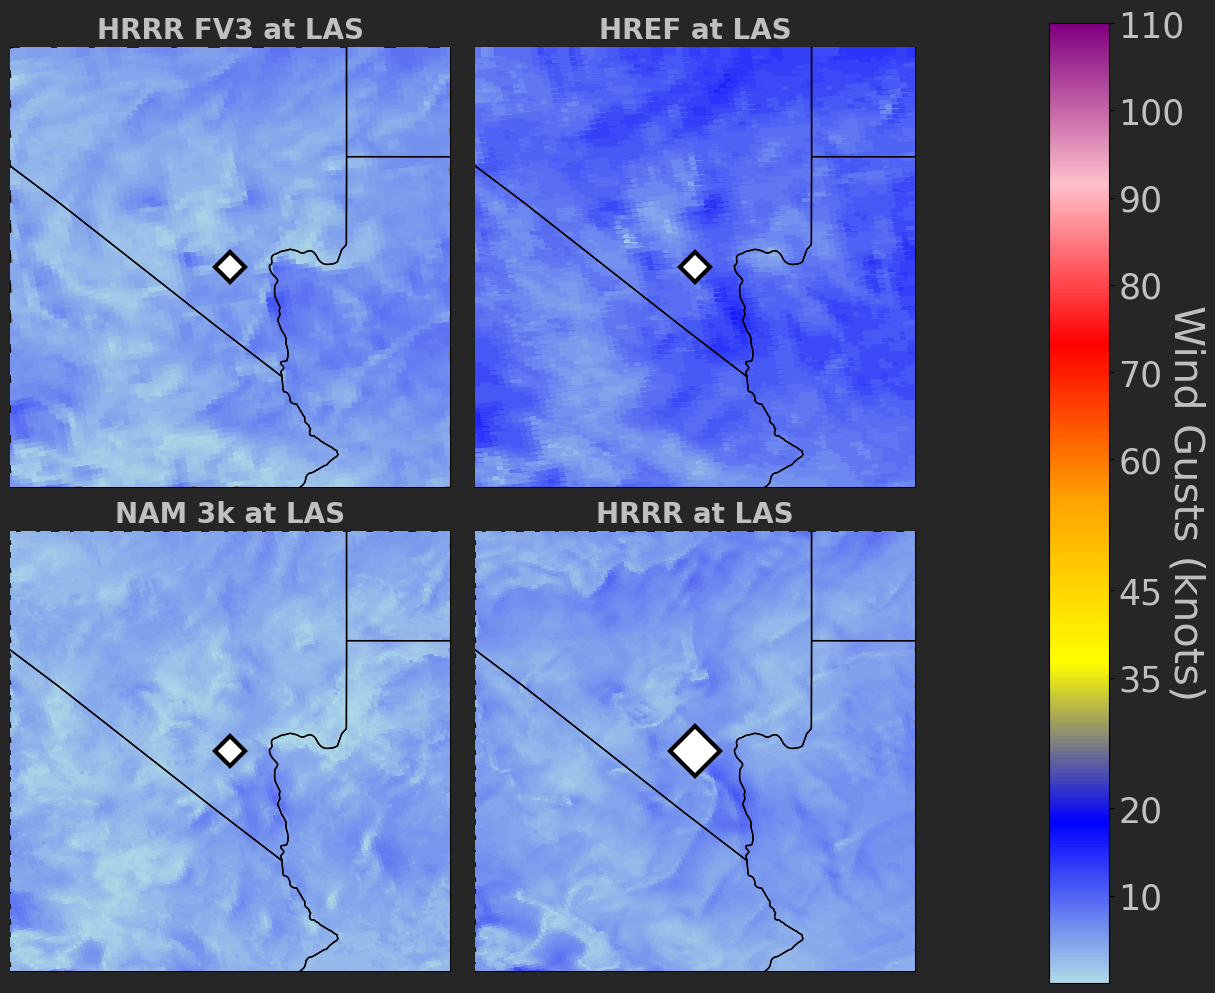 HRRR FV3 at LAS
HREF at LAS
NAM 3k at LAS
HRRR at LAS
110
100
90
80
70
60
45
35
20
10
Wind Gusts (knots)